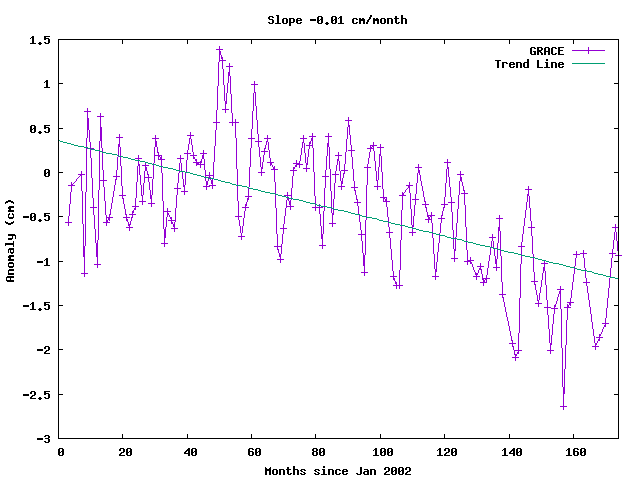 Slope -0.01 cm/month
GRACE
Trend Line
1.5
1
0.5
0
-0.5
-1
-1.5
-2
-2.5
-3
Anomaly (cm)
0 20 40 60 80 100 120 140 160
Months since Jan 2002